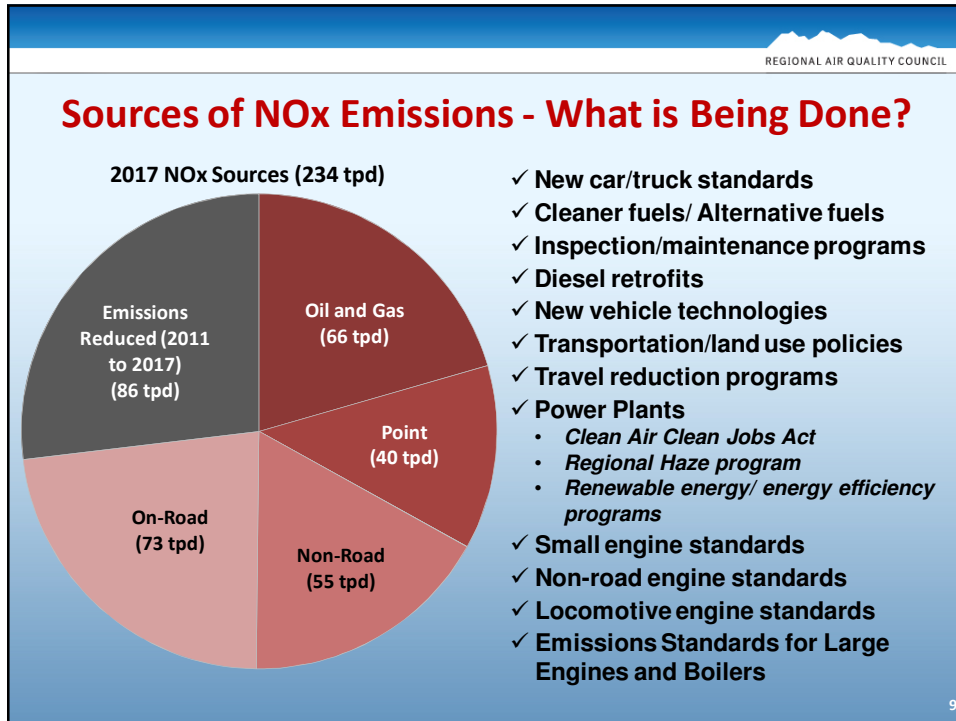 REGIONAL AIR QUALITY COUNCIL
Sources of NOx Emissions - What is Being Done?
2017 NOx Sources (234 tpd)
Emissions
Reduced (2011
to 2017)
(86 tpd)
Oil and Gas
(66 tpd)
Point
(40 tpd)
On-Road
(73 tpd)
Non-Road
(55 tpd)
✓ New car/truck standards
✓ Cleaner fuels/ Alternative fuels
✓ Inspection/maintenance programs
✓ Diesel retrofits
✓ New vehicle technologies
✓ Transportation/land use policies
✓ Travel reduction programs
✓ Power Plants
• Clean Air Clean Jobs Act
• Regional Haze program
• Renewable energy/ energy efficiency
programs
✓ Small engine standards
✓ Non-road engine standards
✓ Locomotive engine standards
✓ Emissions Standards for Large
Engines and Boilers
9